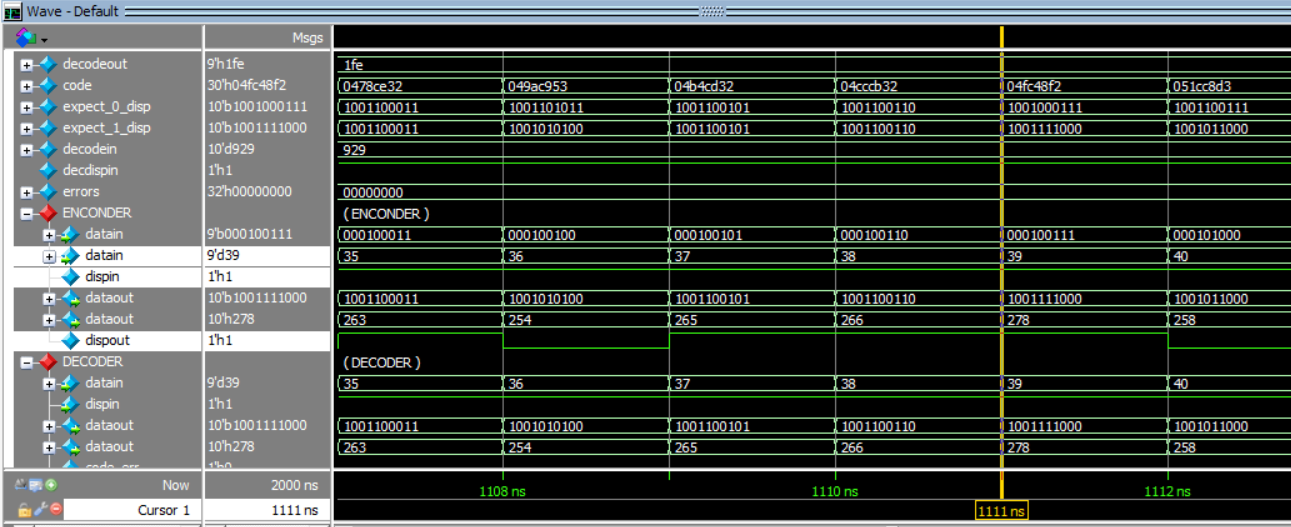 Wave - Default
Msgs
decodeout 9'h1fe 1fe
code 30'h04fc48f2 0478ce32 049ac953 04b4cd32 04cccb32 04fc48f2 051cc8d3
expect_0_disp 10'b1001000111 1001100011 1001101011 1001100101 1001100110 1001000111 1001100111
expect_1_disp 10'b1001111000 1001100011 1001010100 1001100101 1001100110 1001111000 1001011000
decodein 10'd929 929
decdispin 1'h1
errors 32'h00000000 00000000
ENCONDER (ENCONDER)
datain 9'b000100111 000100011 000100100 000100101 000100110 000100111 000101000
datain 9'd39 35 36 37 38 39 40
dispin 1'h1
dataout 10'b1001111000 1001100011 1001010100 1001100101 1001100110 1001111000 1001011000
dataout 10'h278 263 254 265 266 278 258
dispout 1'h1
DECODER (DECODER)
datain 9'd39 35 36 37 38 39 40
dispin 1'h1
dataout 10'b1001111000 1001100011 1001010100 1001100101 1001100110 1001111000 1001011000
dataout 10'h278 263 254 265 266 278 258
Now 2000 ns 1108 ns 1110 ns 1112 ns
Cursor 1 1111 ns 1111 ns